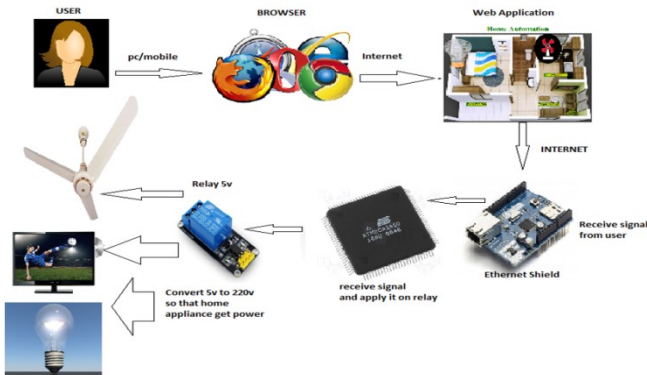 USER
BROWSER
Web Application
Home Automation
pc/mobile
Internet
INTERNET
Relay 5v
Receive signal
from user
Ethernet Shield
receive signal
and apply it on relay
Convert 5v to 220v
so that home
appliance get power